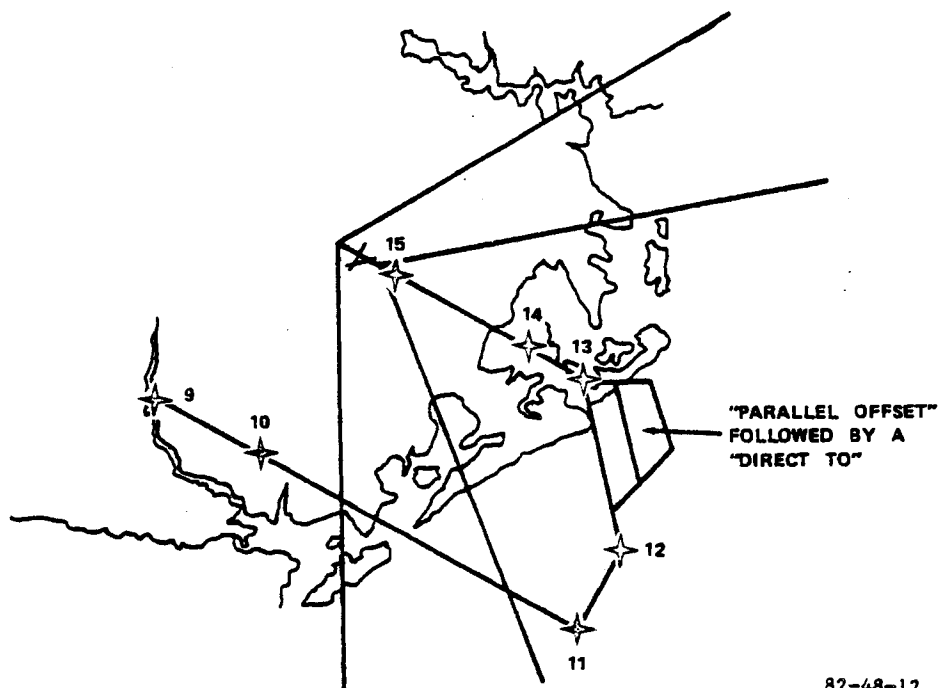 15
14
13
9
10
"PARALLEL OFFSET"
FOLLOWED BY A
"DIRECT TO"
12
11
82-48-12